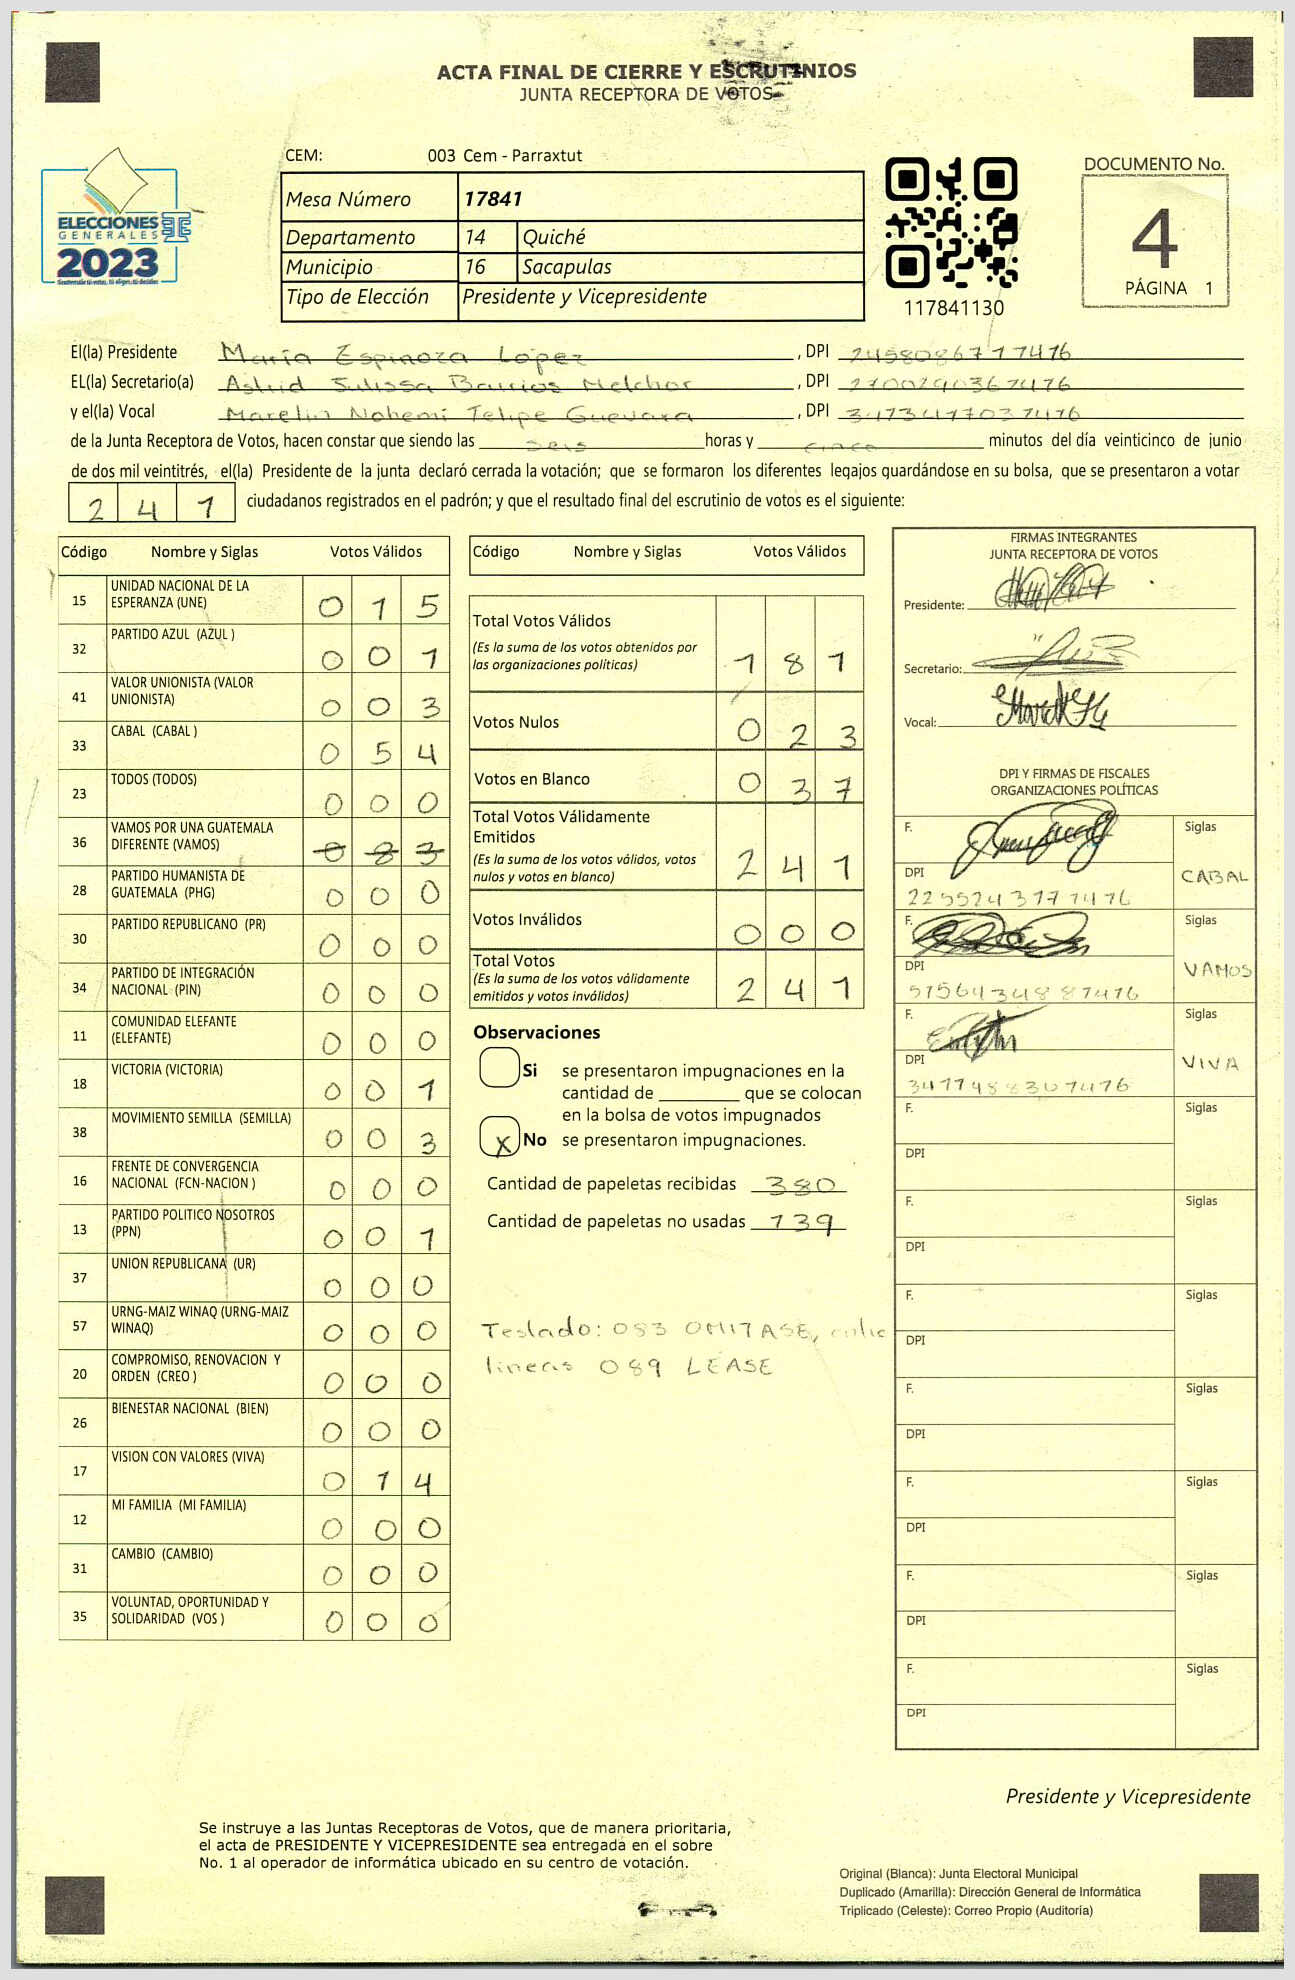 ACTA FINAL DE CIERRE Y ESCRUTINIOS
JUNTA RECEPTORA DE VOTOS
CEM: 003 Cem - Parraxtut
ELECCIONES
GENERALES
2023
Mesa Número 17841
Departamento 14 Quiché
Municipio 16 Sacapulas
Tipo de Elección Presidente y Vicepresidente
117841130
DOCUMENTO No.
4
PÁGINA 1
El(la) Presidente María Espinoza López, DPI
EL(la) Secretario(a) Astrid Julissa Barrios Melchor, DPI
y el(la) Vocal Marelin Nohemí Felipe Guevara, DPI
de la Junta Receptora de Votos, hacen constar que siendo las seis horas y cinco minutos del día veinticinco de junio
de dos mil veintitrés, el(la) Presidente de la junta declaró cerrada la votación; que se formaron los diferentes legajos guardándose en su bolsa, que se presentaron a votar
2 4 1 ciudadanos registrados en el padrón; y que el resultado final del escrutinio de votos es el siguiente:
Código Nombre y Siglas Votos Válidos
15 UNIDAD NACIONAL DE LA
ESPERANZA (UNE) 0 1 5
32 PARTIDO AZUL (AZUL ) 0 0 1
41 VALOR UNIONISTA (VALOR
UNIONISTA) 0 0 3
33 CABAL (CABAL ) 0 5 4
23 TODOS (TODOS) 0 0 0
36 VAMOS POR UNA GUATEMALA
DIFERENTE (VAMOS) 0 8 3
28 PARTIDO HUMANISTA DE
GUATEMALA (PHG) 0 0 0
30 PARTIDO REPUBLICANO (PR) 0 0 0
34 PARTIDO DE INTEGRACIÓN
NACIONAL (PIN) 0 0 0
11 COMUNIDAD ELEFANTE
(ELEFANTE) 0 0 0
18 VICTORIA (VICTORIA) 0 0 1
38 MOVIMIENTO SEMILLA (SEMILLA) 0 0 3
16 FRENTE DE CONVERGENCIA
NACIONAL (FCN-NACION ) 0 0 0
13 PARTIDO POLITICO NOSOTROS
(PPN) 0 0 1
37 UNION REPUBLICANA (UR) 0 0 0
57 URNG-MAIZ WINAQ (URNG-MAIZ
WINAQ) 0 0 0
20 COMPROMISO, RENOVACION Y
ORDEN (CREO ) 0 0 0
26 BIENESTAR NACIONAL (BIEN) 0 0 0
17 VISION CON VALORES (VIVA) 0 1 4
12 MI FAMILIA (MI FAMILIA) 0 0 0
31 CAMBIO (CAMBIO) 0 0 0
35 VOLUNTAD, OPORTUNIDAD Y
SOLIDARIDAD (VOS ) 0 0 0
Código Nombre y Siglas Votos Válidos
Total Votos Válidos
(Es la suma de los votos obtenidos por
las organizaciones políticas) 1 8 1
Votos Nulos 0 2 3
Votos en Blanco 0 3 7
Total Votos Válidamente
Emitidos
(Es la suma de los votos válidos, votos
nulos y votos en blanco) 2 4 1
Votos Inválidos 0 0 0
Total Votos
(Es la suma de los votos válidamente
emitidos y votos inválidos) 2 4 1
Observaciones
Si se presentaron impugnaciones en la
cantidad de ________ que se colocan
en la bolsa de votos impugnados
X No se presentaron impugnaciones.
Cantidad de papeletas recibidas 380
Cantidad de papeletas no usadas 139
Testado: 083 OMITASE, entre
lineas 089 LEASE
FIRMAS INTEGRANTES
JUNTA RECEPTORA DE VOTOS
Presidente:
Secretario:
Vocal:
DPI Y FIRMAS DE FISCALES
ORGANIZACIONES POLÍTICAS
F. Siglas
DPI CABAL
F. Siglas
DPI VAMOS
F. Siglas
DPI VIVA
F. Siglas
DPI
F. Siglas
DPI
F. Siglas
DPI
F. Siglas
DPI
F. Siglas
DPI
F. Siglas
DPI
F. Siglas
DPI
Presidente y Vicepresidente
Se instruye a las Juntas Receptoras de Votos, que de manera prioritaria,
el acta de PRESIDENTE Y VICEPRESIDENTE sea entregada en el sobre
No. 1 al operador de informática ubicado en su centro de votación.
Original (Blanca): Junta Electoral Municipal
Duplicado (Amarilla): Dirección General de Informática
Triplicado (Celeste): Correo Propio (Auditoría)